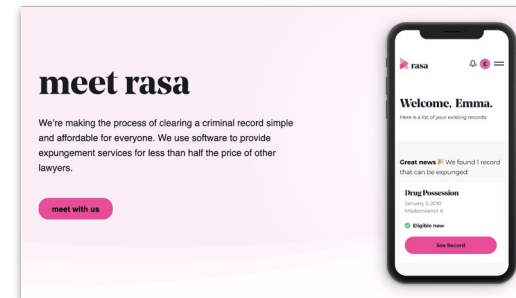 meet rasa
We're making the process of clearing a criminal record simple
and affordable for everyone. We use software to provide
expungement services for less than half the price of other
lawyers.
meet with us
rasa
E
Welcome, Emma.
Here is a list of your existing records:
Great news 🎉 We found 1 record
that can be expunged:
Drug Possession
January 2, 2010
Misdemeanor A
Eligible now
See Record